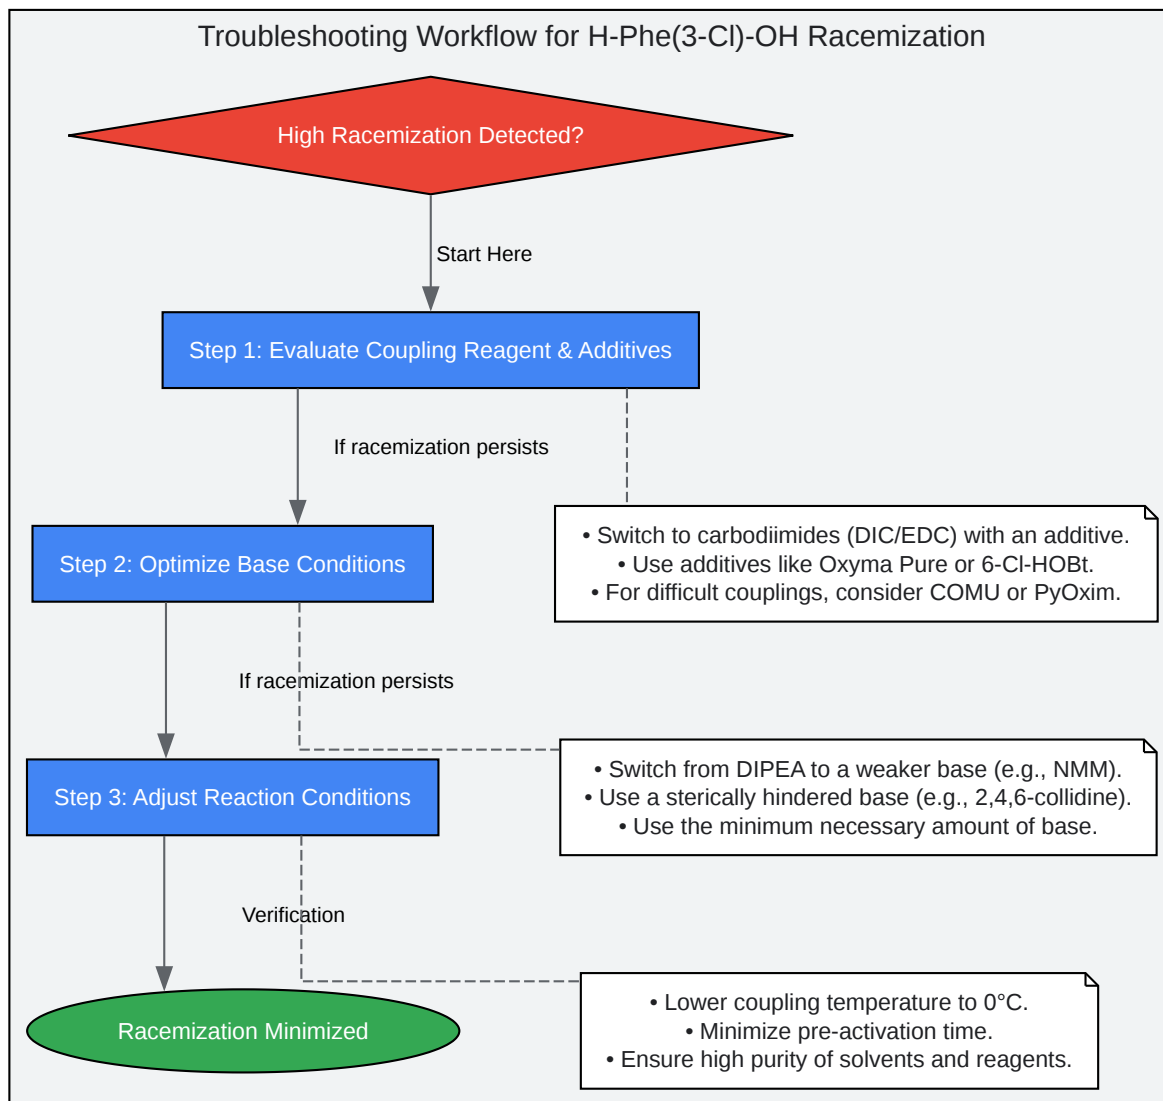 Troubleshooting Workflow for H-Phe(3-Cl)-OH Racemization
High Racemization Detected?
Start Here
Step 1: Evaluate Coupling Reagent & Additives
If racemization persists
• Switch to carbodiimides (DIC/EDC) with an additive.
• Use additives like Oxyma Pure or 6-Cl-HOBt.
• For difficult couplings, consider COMU or PyOxim.
Step 2: Optimize Base Conditions
If racemization persists
• Switch from DIPEA to a weaker base (e.g., NMM).
• Use a sterically hindered base (e.g., 2,4,6-collidine).
• Use the minimum necessary amount of base.
Step 3: Adjust Reaction Conditions
Verification
• Lower coupling temperature to 0°C.
• Minimize pre-activation time.
• Ensure high purity of solvents and reagents.
Racemization Minimized